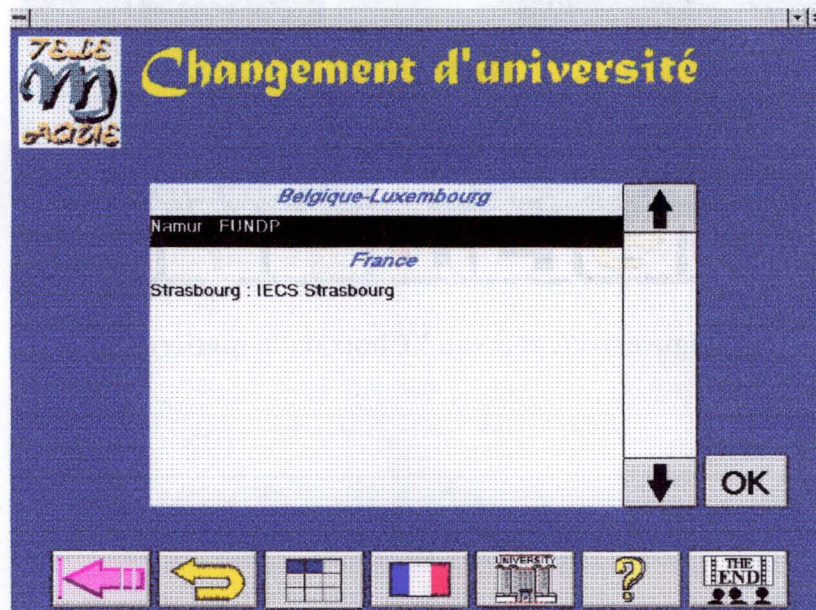 TELE
M
AQUE
Changement d'université
Belgique-Luxembourg
Namur FUNDP
France
Strasbourg : IECS Strasbourg
OK
UNIVERSITY
?
THE
END